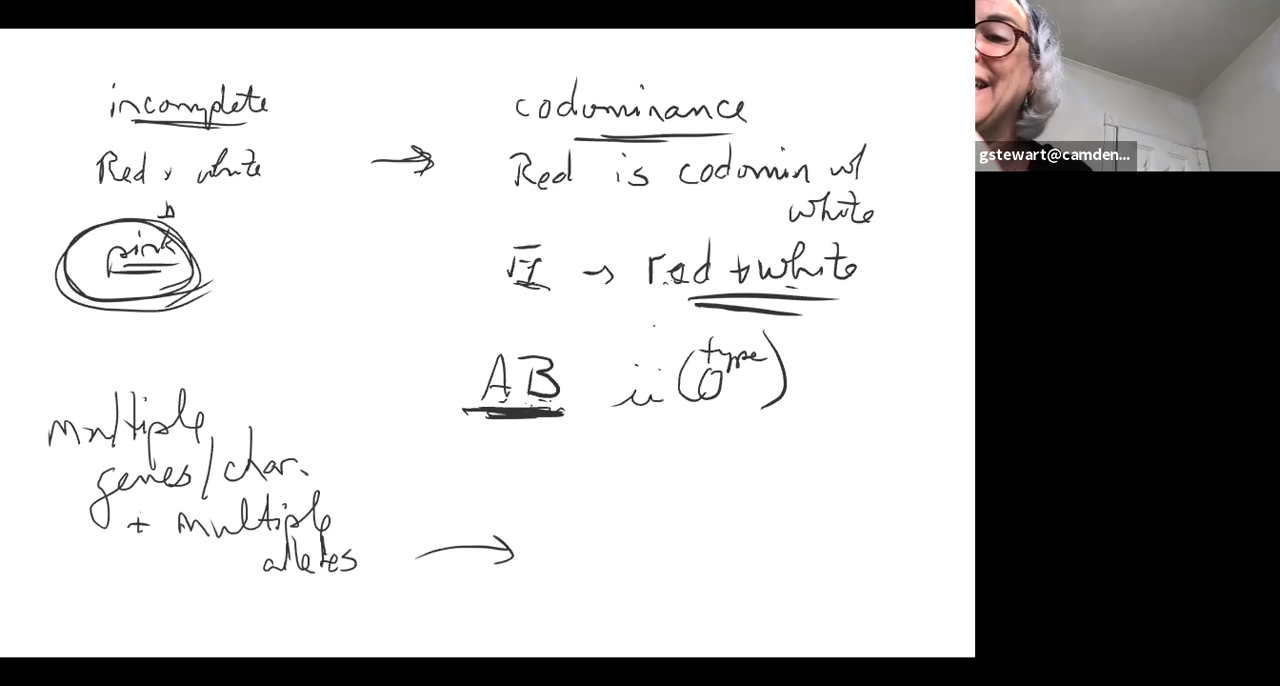 incomplete
Red x white
pink
codominance
Red is codomin w/
white
F1 → red + white
AB ii (O type)
multiple
genes/char.
+ multiple
alleles
gstewart@camden...